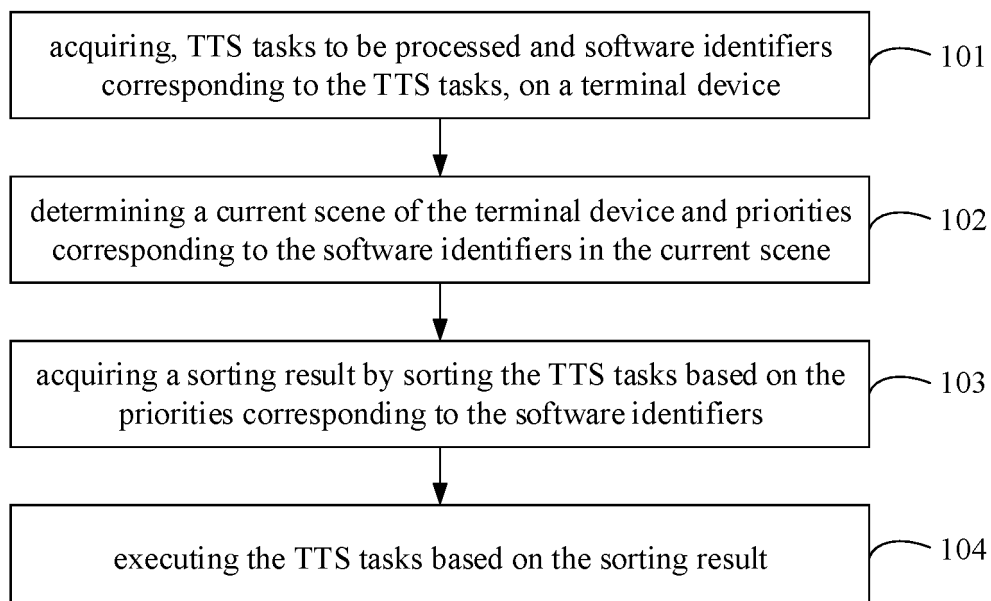 acquiring, TTS tasks to be processed and software identifiers
corresponding to the TTS tasks, on a terminal device
101
determining a current scene of the terminal device and priorities
corresponding to the software identifiers in the current scene
102
acquiring a sorting result by sorting the TTS tasks based on the
priorities corresponding to the software identifiers
103
executing the TTS tasks based on the sorting result
104